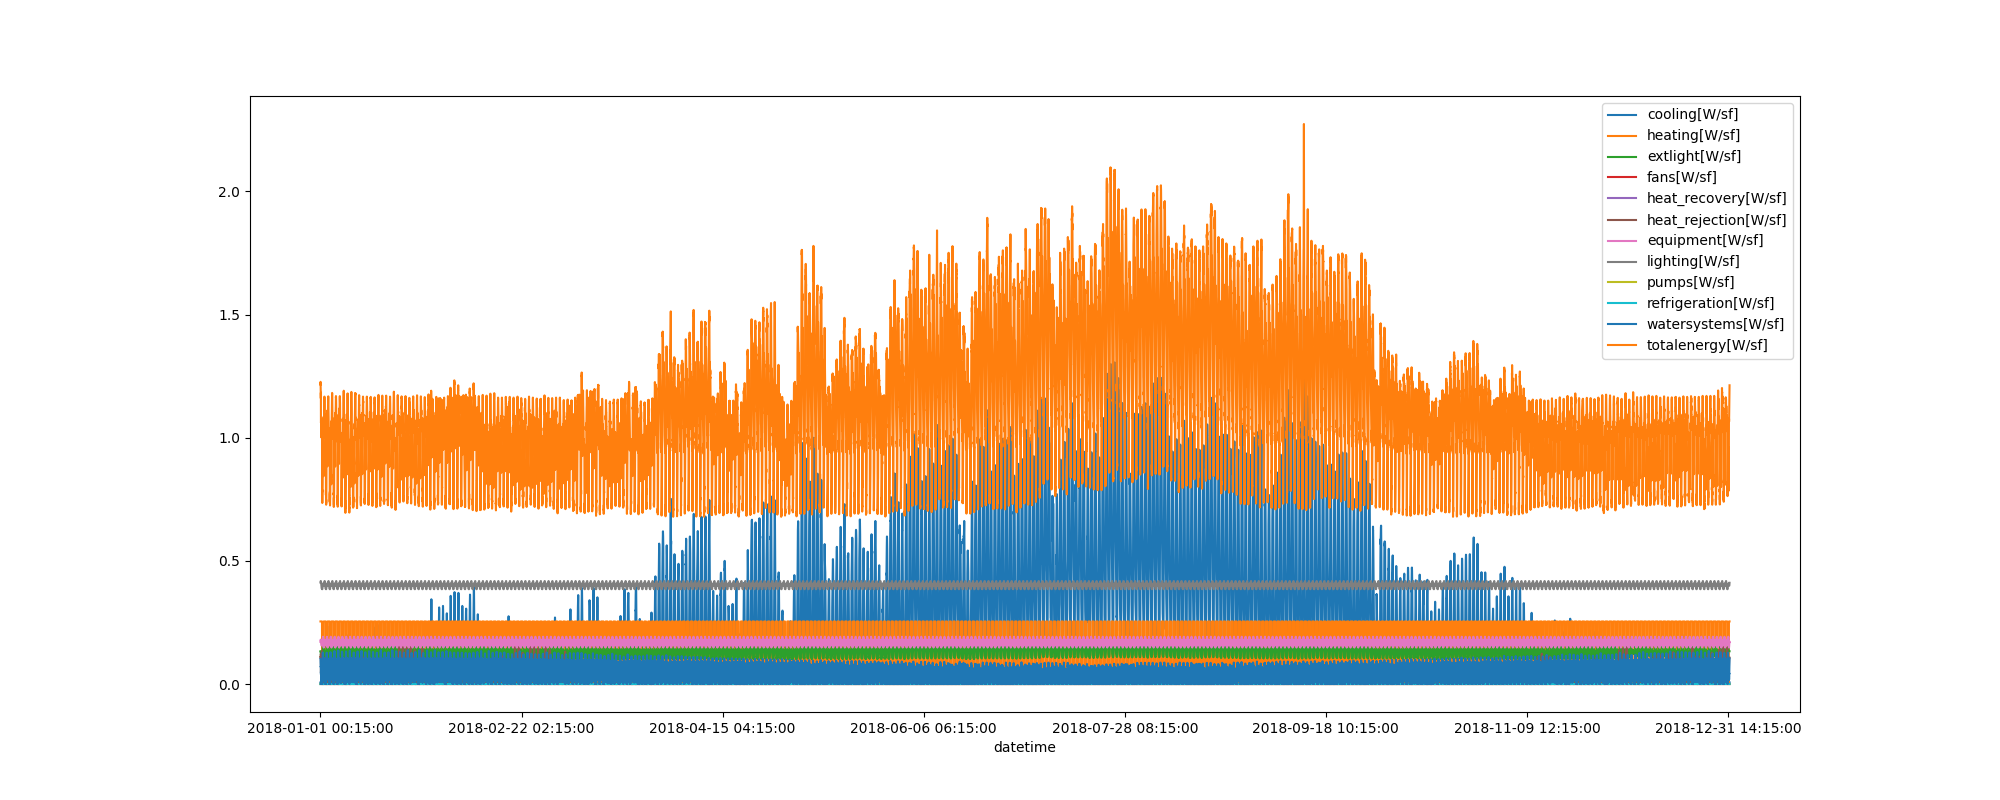 cooling[W/sf]
heating[W/sf]
extlight[W/sf]
fans[W/sf]
heat_recovery[W/sf]
heat_rejection[W/sf]
equipment[W/sf]
lighting[W/sf]
pumps[W/sf]
refrigeration[W/sf]
watersystems[W/sf]
totalenergy[W/sf]
2.0
1.5
1.0
0.5
0.0
2018-01-01 00:15:00 2018-02-22 02:15:00 2018-04-15 04:15:00 2018-06-06 06:15:00 2018-07-28 08:15:00 2018-09-18 10:15:00 2018-11-09 12:15:00 2018-12-31 14:15:00
datetime